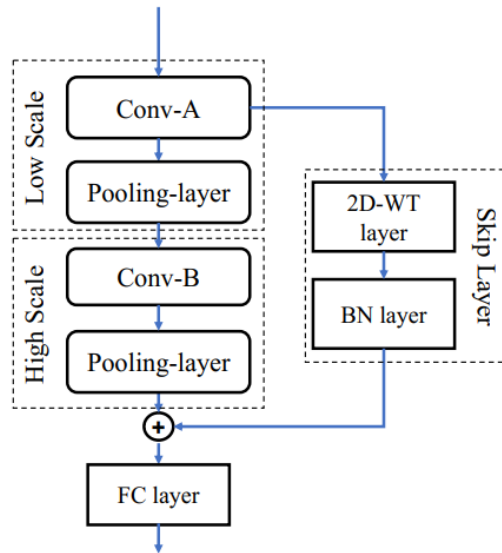 Low Scale
Conv-A
Pooling-layer
High Scale
Conv-B
Pooling-layer
Skip Layer
2D-WT
layer
BN layer
+
FC layer